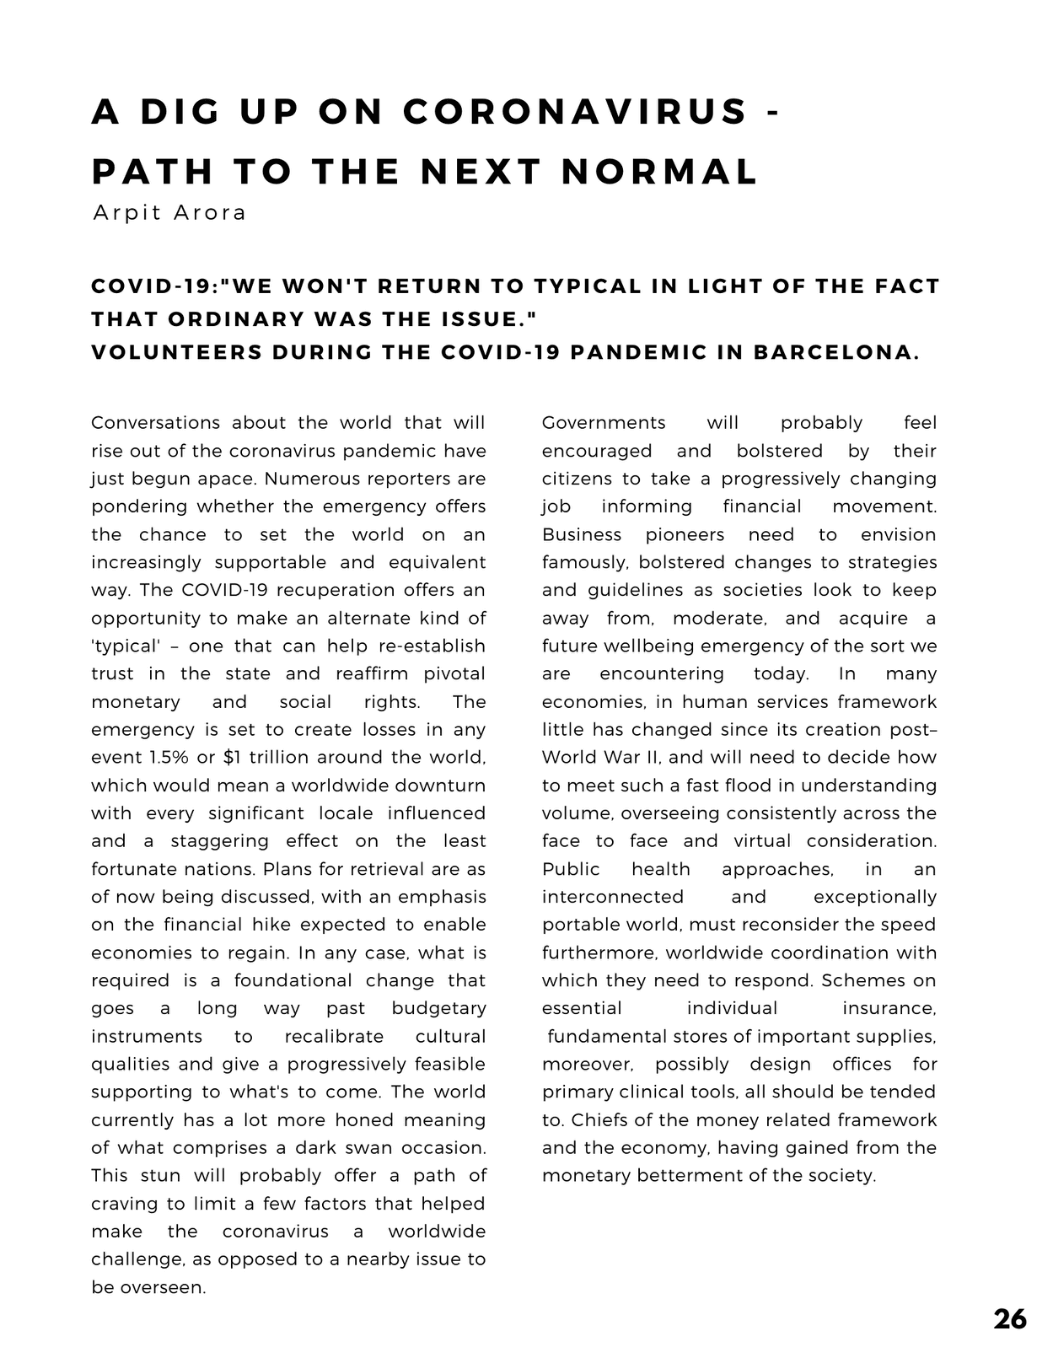 A DIG UP ON CORONAVIRUS -
PATH TO THE NEXT NORMAL
Arpit Arora
COVID-19:"WE WON'T RETURN TO TYPICAL IN LIGHT OF THE FACT
THAT ORDINARY WAS THE ISSUE."
VOLUNTEERS DURING THE COVID-19 PANDEMIC IN BARCELONA.
Conversations about the world that will
rise out of the coronavirus pandemic have
just begun apace. Numerous reporters are
pondering whether the emergency offers
the chance to set the world on an
increasingly supportable and equivalent
way. The COVID-19 recuperation offers an
opportunity to make an alternate kind of
'typical' – one that can help re-establish
trust in the state and reaffirm pivotal
monetary and social rights. The
emergency is set to create losses in any
event 1.5% or $1 trillion around the world,
which would mean a worldwide downturn
with every significant locale influenced
and a staggering effect on the least
fortunate nations. Plans for retrieval are as
of now being discussed, with an emphasis
on the financial hike expected to enable
economies to regain. In any case, what is
required is a foundational change that
goes a long way past budgetary
instruments to recalibrate cultural
qualities and give a progressively feasible
supporting to what's to come. The world
currently has a lot more honed meaning
of what comprises a dark swan occasion.
This stun will probably offer a path of
craving to limit a few factors that helped
make the coronavirus a worldwide
challenge, as opposed to a nearby issue to
be overseen.
Governments will probably feel
encouraged and bolstered by their
citizens to take a progressively changing
job informing financial movement.
Business pioneers need to envision
famously, bolstered changes to strategies
and guidelines as societies look to keep
away from, moderate, and acquire a
future wellbeing emergency of the sort we
are encountering today. In many
economies, in human services framework
little has changed since its creation post–
World War II, and will need to decide how
to meet such a fast flood in understanding
volume, overseeing consistently across the
face to face and virtual consideration.
Public health approaches, in an
interconnected and exceptionally
portable world, must reconsider the speed
furthermore, worldwide coordination with
which they need to respond. Schemes on
essential individual insurance,
fundamental stores of important supplies,
moreover, possibly design offices for
primary clinical tools, all should be tended
to. Chiefs of the money related framework
and the economy, having gained from the
monetary betterment of the society.
26